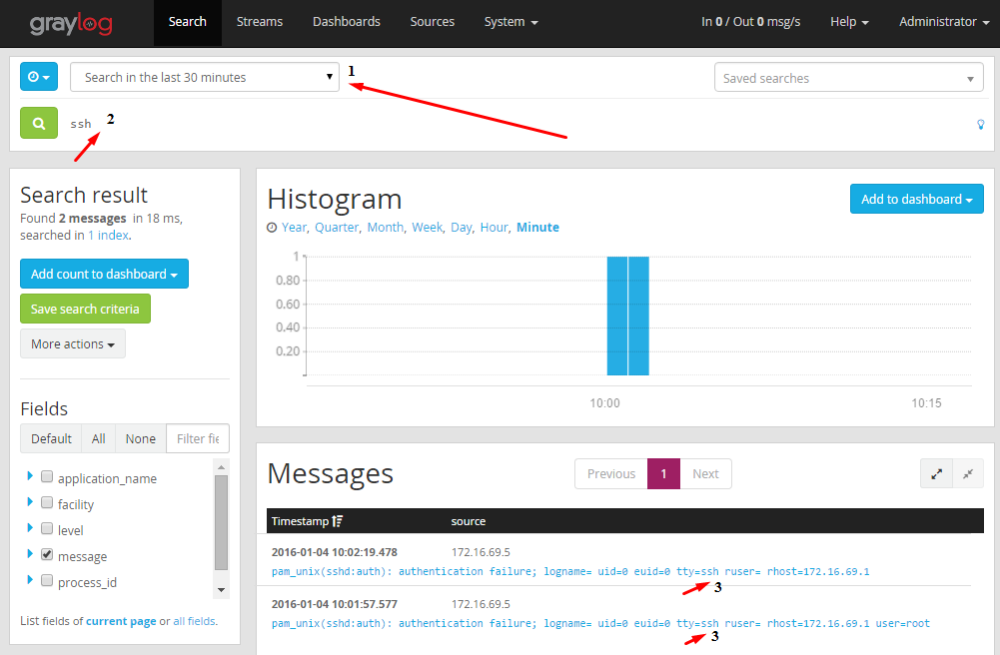 graylog Search Streams Dashboards Sources System In 0 / Out 0 msg/s Help Administrator
Search in the last 30 minutes 1 Saved searches
ssh 2
Search result
Found 2 messages in 18 ms,
searched in 1 index.
Add count to dashboard
Save search criteria
More actions
Fields
Default All None Filter fie
application_name
facility
level
message
process_id
List fields of current page or all fields.
Histogram
Add to dashboard
Year, Quarter, Month, Week, Day, Hour, Minute
1
0.80
0.60
0.40
0.20
10:00 10:15
Messages
Previous 1 Next
Timestamp source
2016-01-04 10:02:19.478 172.16.69.5
pam_unix(sshd:auth): authentication failure; logname= uid=0 euid=0 tty=ssh ruser= rhost=172.16.69.1
3
2016-01-04 10:01:57.577 172.16.69.5
pam_unix(sshd:auth): authentication failure; logname= uid=0 euid=0 tty=ssh ruser= rhost=172.16.69.1 user=root
3